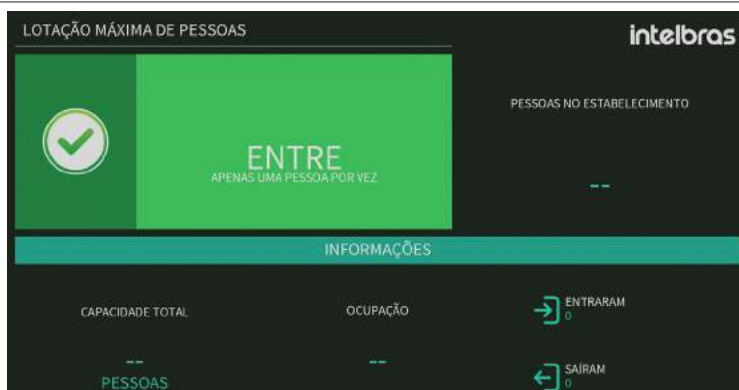 LOTAÇÃO MÁXIMA DE PESSOAS
intelbras
ENTRE
APENAS UMA PESSOA POR VEZ
PESSOAS NO ESTABELECIMENTO
--
INFORMAÇÕES
CAPACIDADE TOTAL
--
PESSOAS
OCUPAÇÃO
--
ENTRARAM
0
SAÍRAM
0